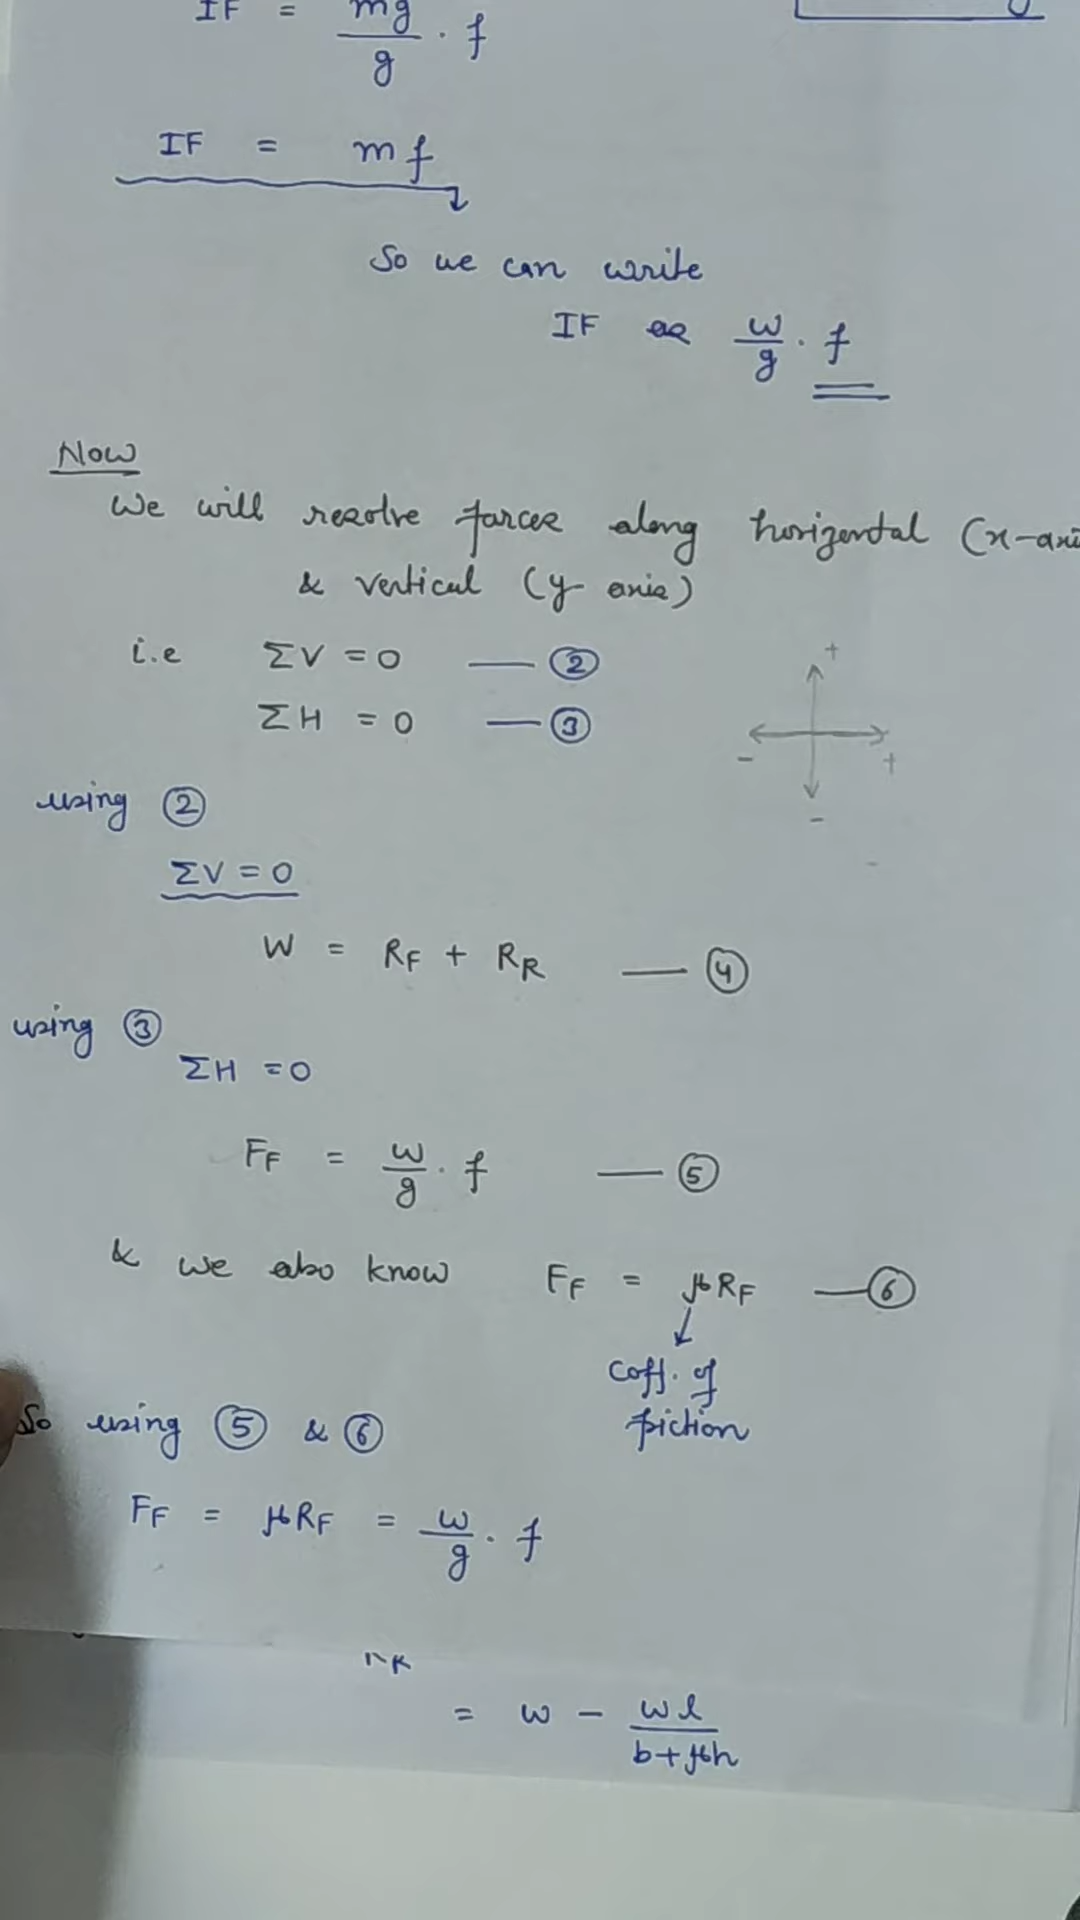 IF = mg/g . f
IF = mf
So we can write
IF as w/g . f
Now
We will resolve forces along horizontal (x-axi
& vertical (y-axis)
i.e ΣV = 0 — ②
ΣH = 0 — ③
+
- +
-
using ②
ΣV = 0
W = RF + RR — ④
using ③
ΣH = 0
FF = w/g . f — ⑤
& we also know FF = μRF — ⑥
Coff. of
friction
So using ⑤ & ⑥
FF = μRF = w/g . f
= w - wl/b+μh